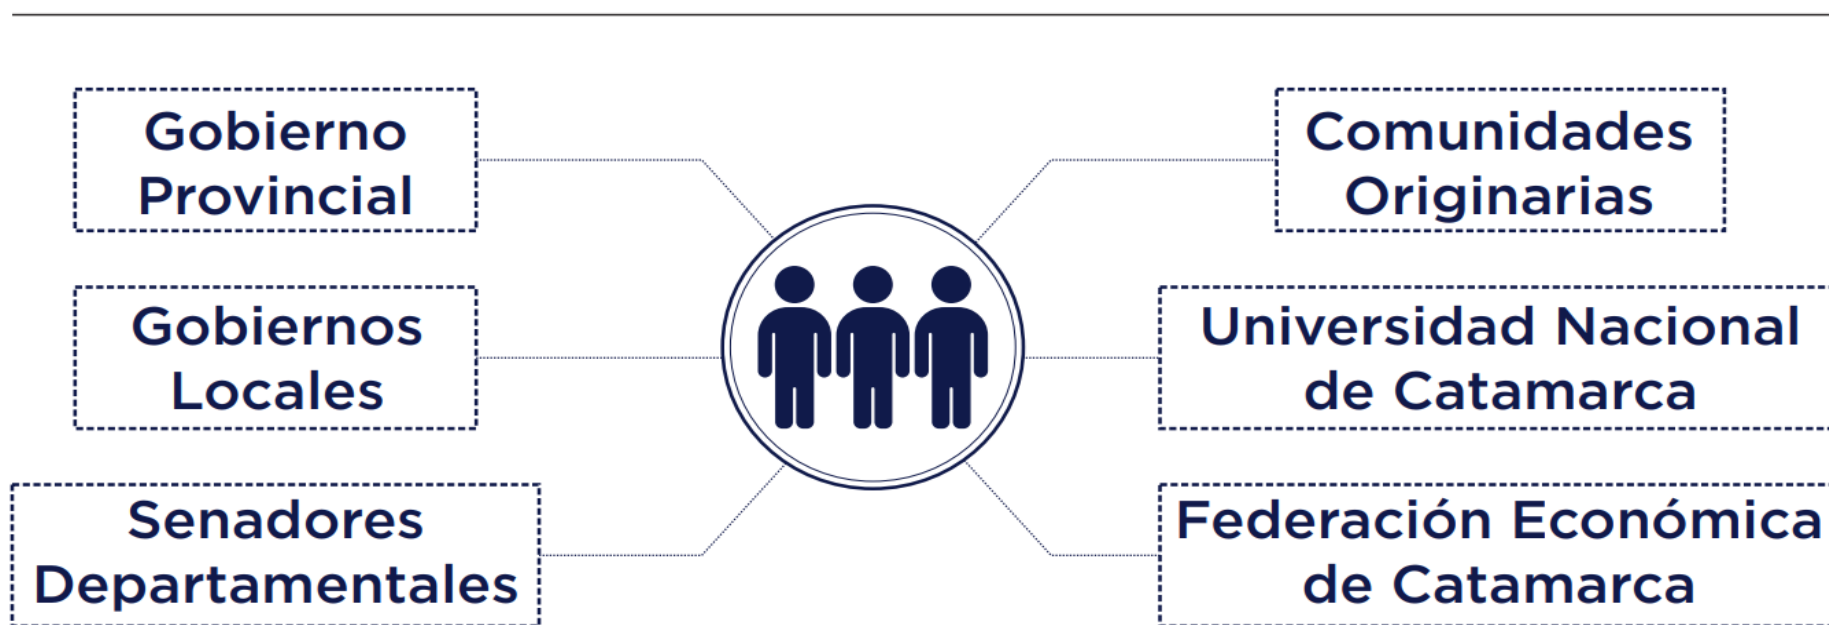 Gobierno
Provincial
Gobiernos
Locales
Senadores
Departamentales
Comunidades
Originarias
Universidad Nacional
de Catamarca
Federación Económica
de Catamarca